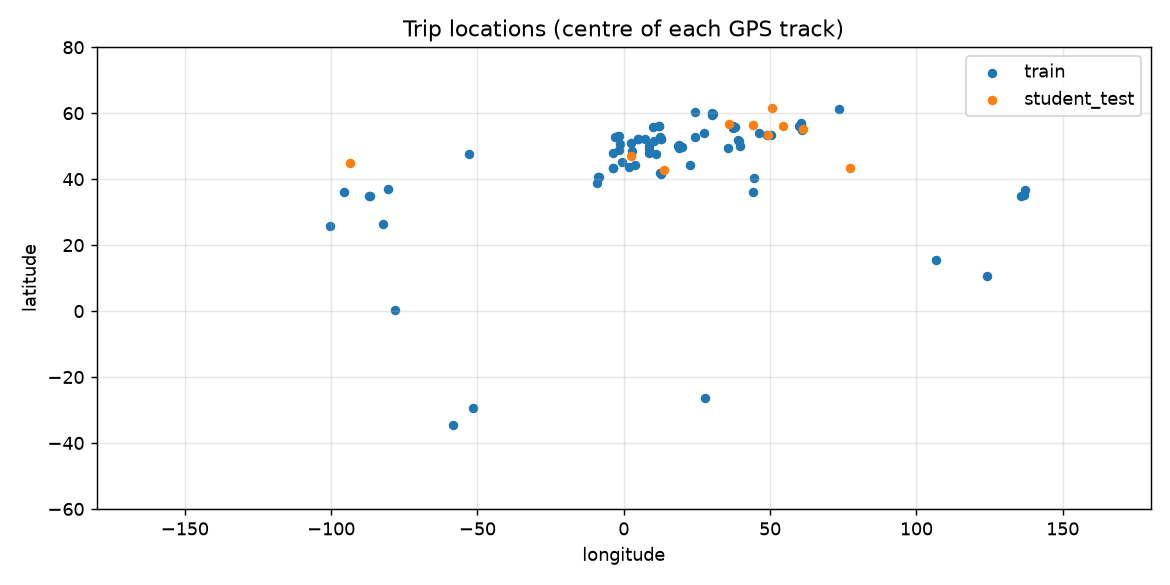 Trip locations (centre of each GPS track)
train
student_test
80
60
40
20
0
−20
−40
−60
−150 −100 −50 0 50 100 150
longitude
latitude